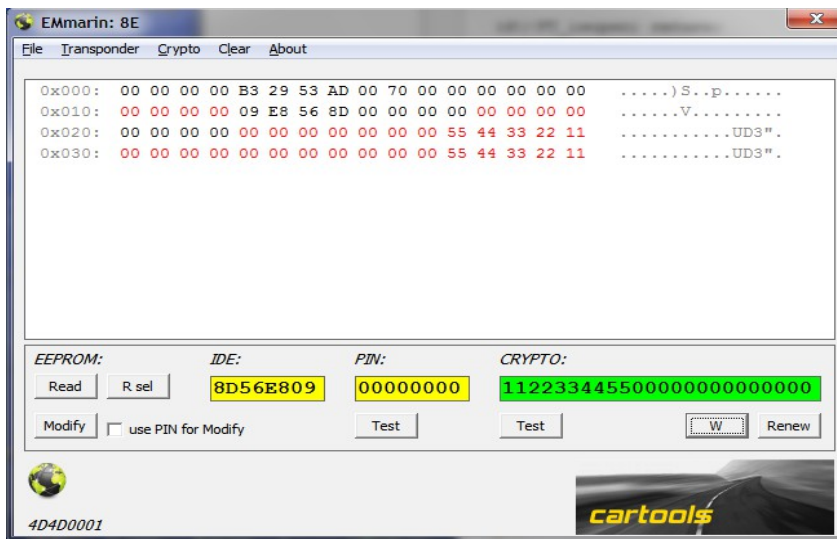 EMmarin: 8E
File Transponder Crypto Clear About
0x000: 00 00 00 00 B3 29 53 AD 00 70 00 00 00 00 00 00 .....)S..p......
0x010: 00 00 00 00 09 E8 56 8D 00 00 00 00 00 00 00 00 ......V.........
0x020: 00 00 00 00 00 00 00 00 00 00 00 55 44 33 22 11 ...........UD3".
0x030: 00 00 00 00 00 00 00 00 00 00 00 55 44 33 22 11 ...........UD3".
EEPROM: IDE: PIN: CRYPTO:
Read R sel 8D56E809 00000000 112233445500000000000000
Modify use PIN for Modify Test Test W Renew
cartools
4D4D0001